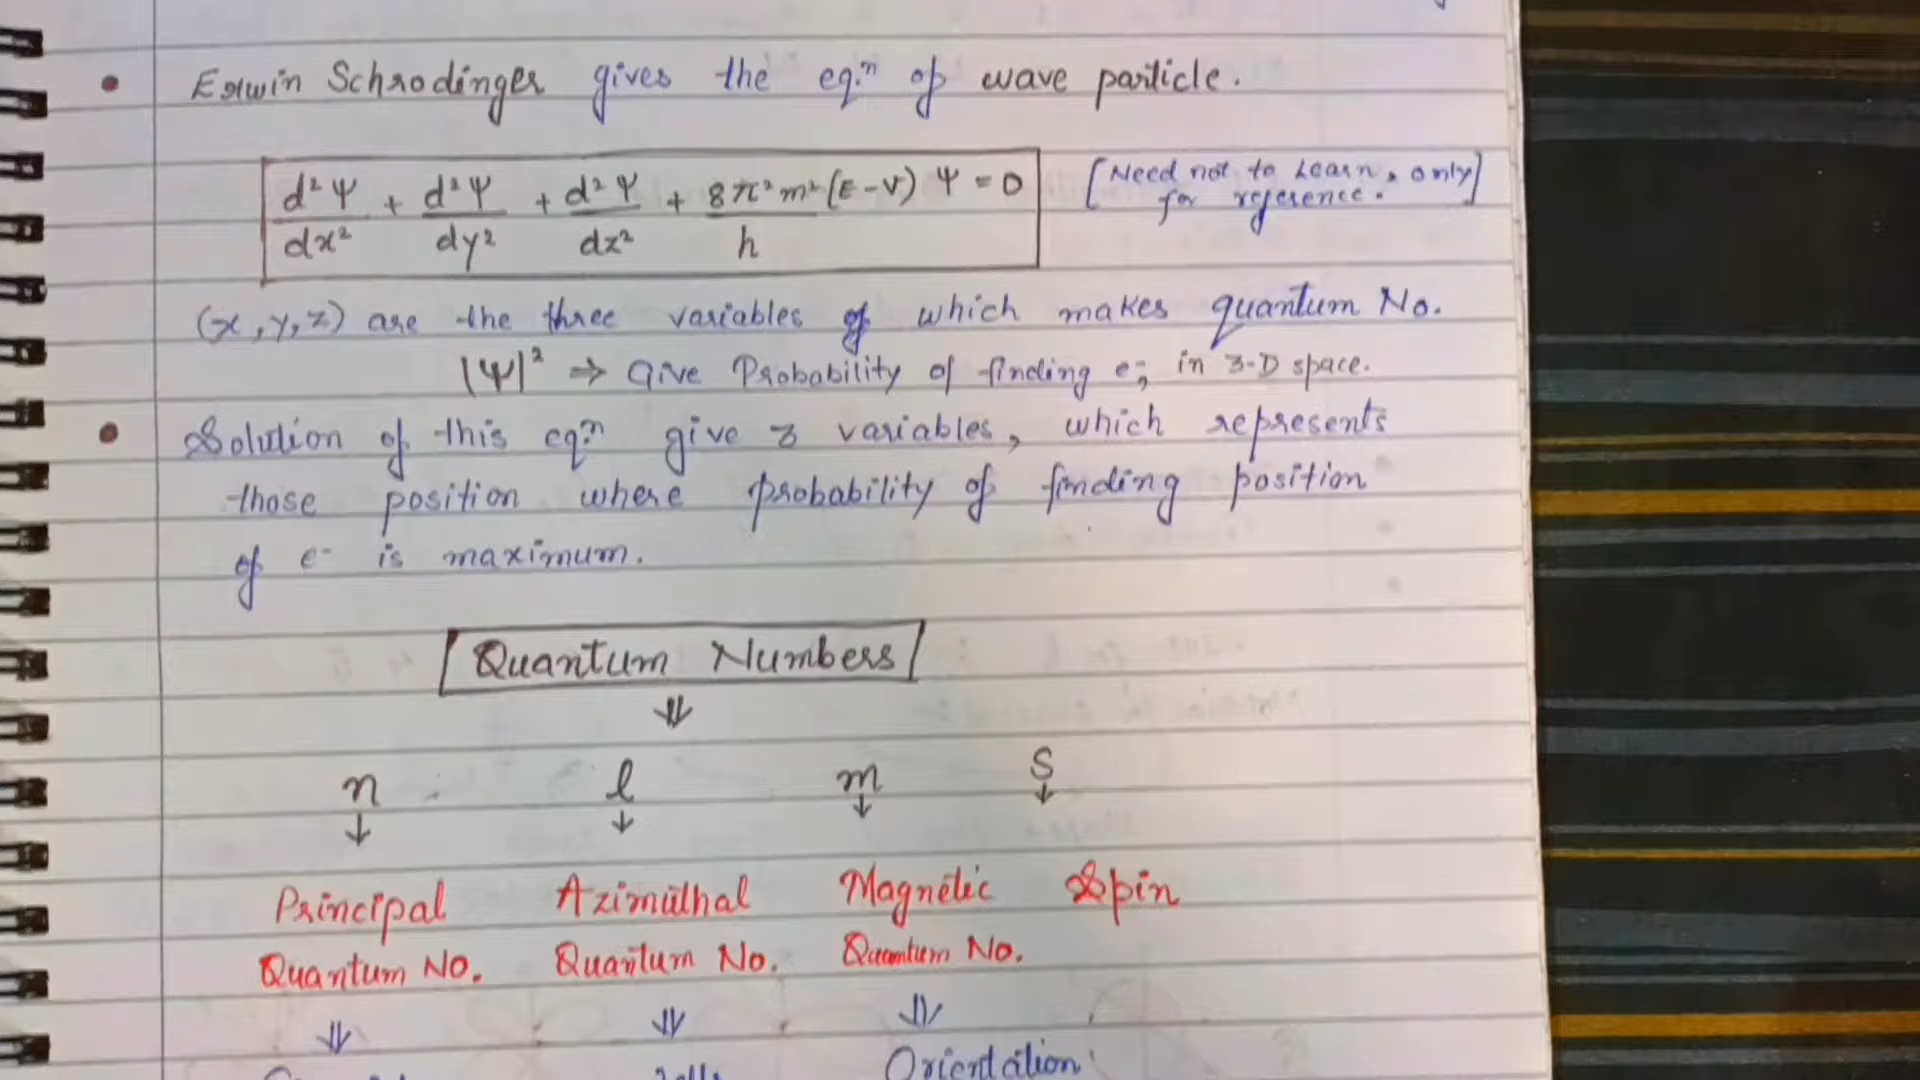 Erwin Schrodinger gives the eq.ⁿ of wave particle.
d²Ψ/dx² + d²Ψ/dy² + d²Ψ/dz² + 8π²m²/h (E-V) Ψ = 0
[Need not to learn, only for reference.]
(x, y, z) are the three variables of which makes quantum No.
|Ψ|² ⇒ Give Probability of finding e⁻, in 3-D space.
Solution of this eqⁿ give 3 variables, which represents
those position where probability of finding position
of e⁻ is maximum.
Quantum Numbers
n l m S
Principal Azimuthal Magnetic Spin
Quantum No. Quantum No. Quantum No.
Orientation